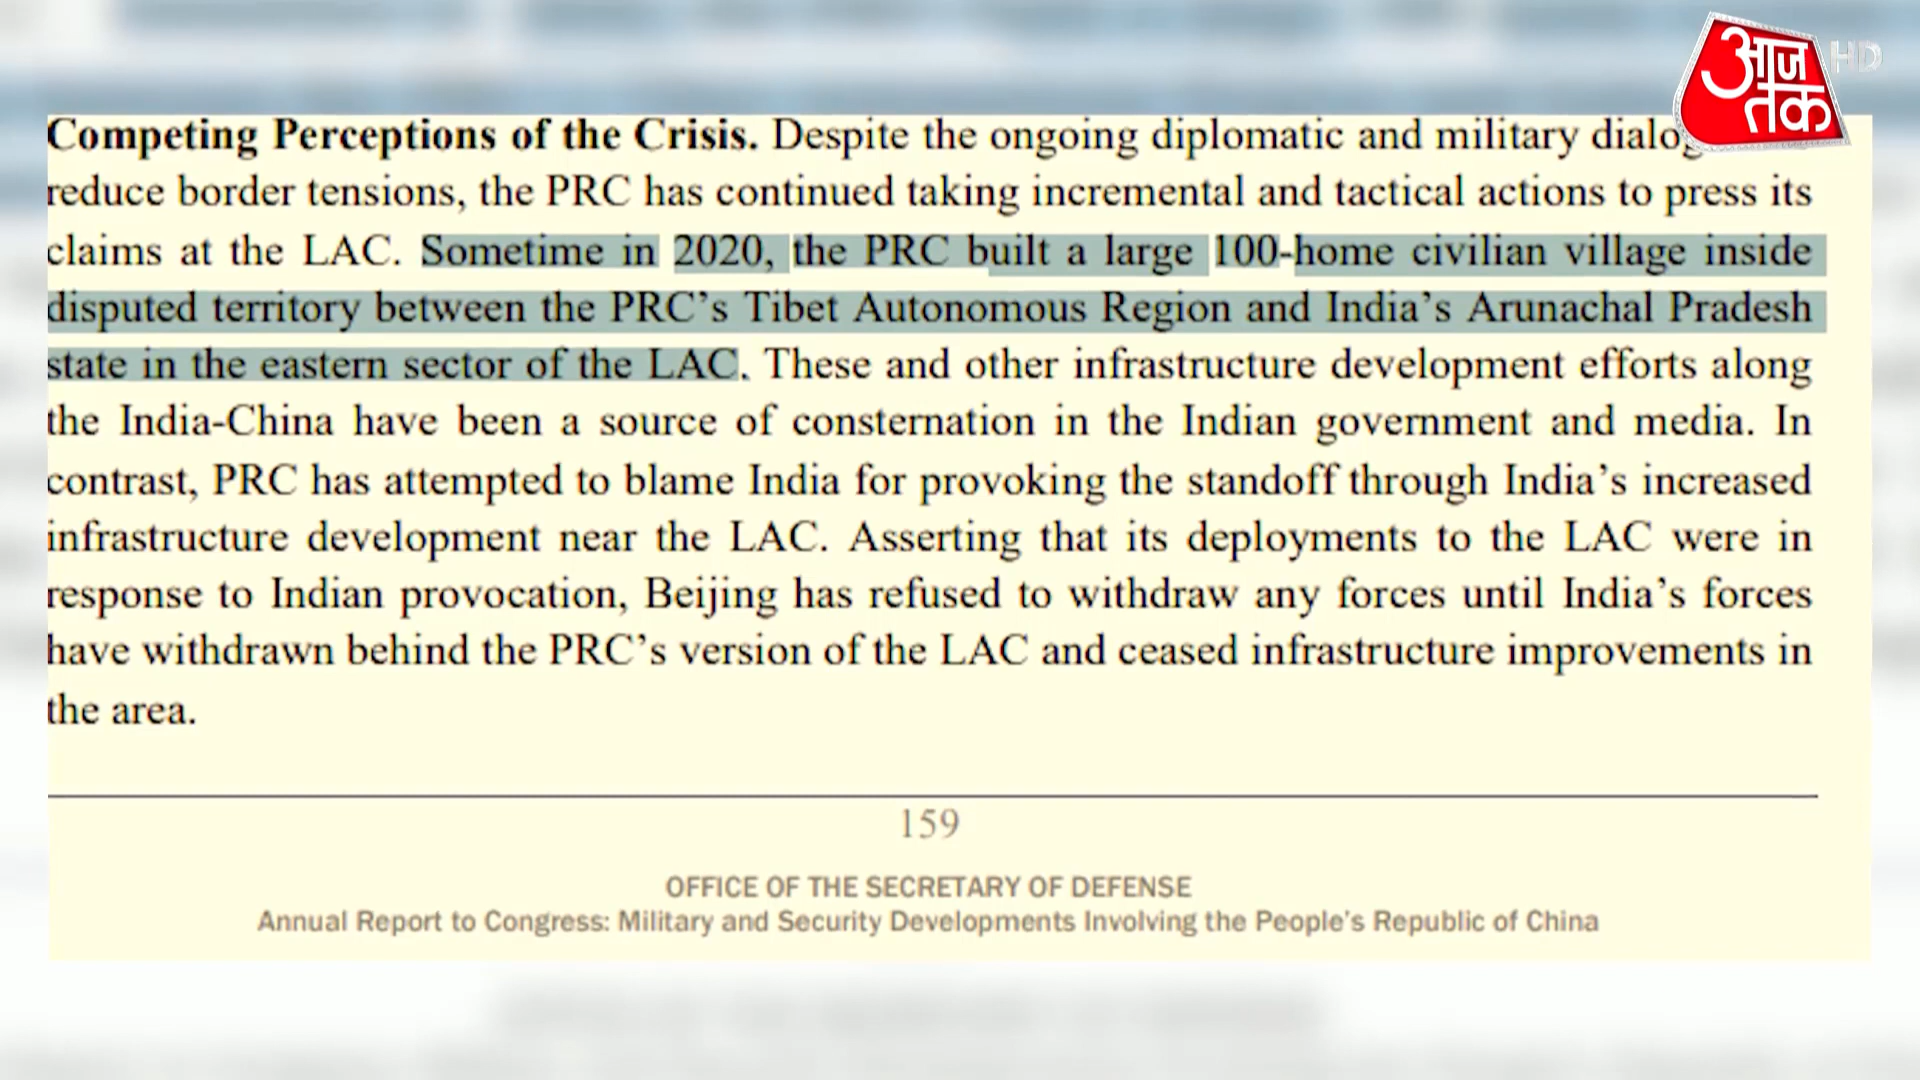 आज तक HD
Competing Perceptions of the Crisis. Despite the ongoing diplomatic and military
reduce border tensions, the PRC has continued taking incremental and tactical actions to press its
claims at the LAC. Sometime in 2020, the PRC built a large 100-home civilian village inside
disputed territory between the PRC’s Tibet Autonomous Region and India’s Arunachal Pradesh
state in the eastern sector of the LAC. These and other infrastructure development efforts along
the India-China have been a source of consternation in the Indian government and media. In
contrast, PRC has attempted to blame India for provoking the standoff through India’s increased
infrastructure development near the LAC. Asserting that its deployments to the LAC were in
response to Indian provocation, Beijing has refused to withdraw any forces until India’s forces
have withdrawn behind the PRC’s version of the LAC and ceased infrastructure improvements in
the area.
159
OFFICE OF THE SECRETARY OF DEFENSE
Annual Report to Congress: Military and Security Developments Involving the People’s Republic of China